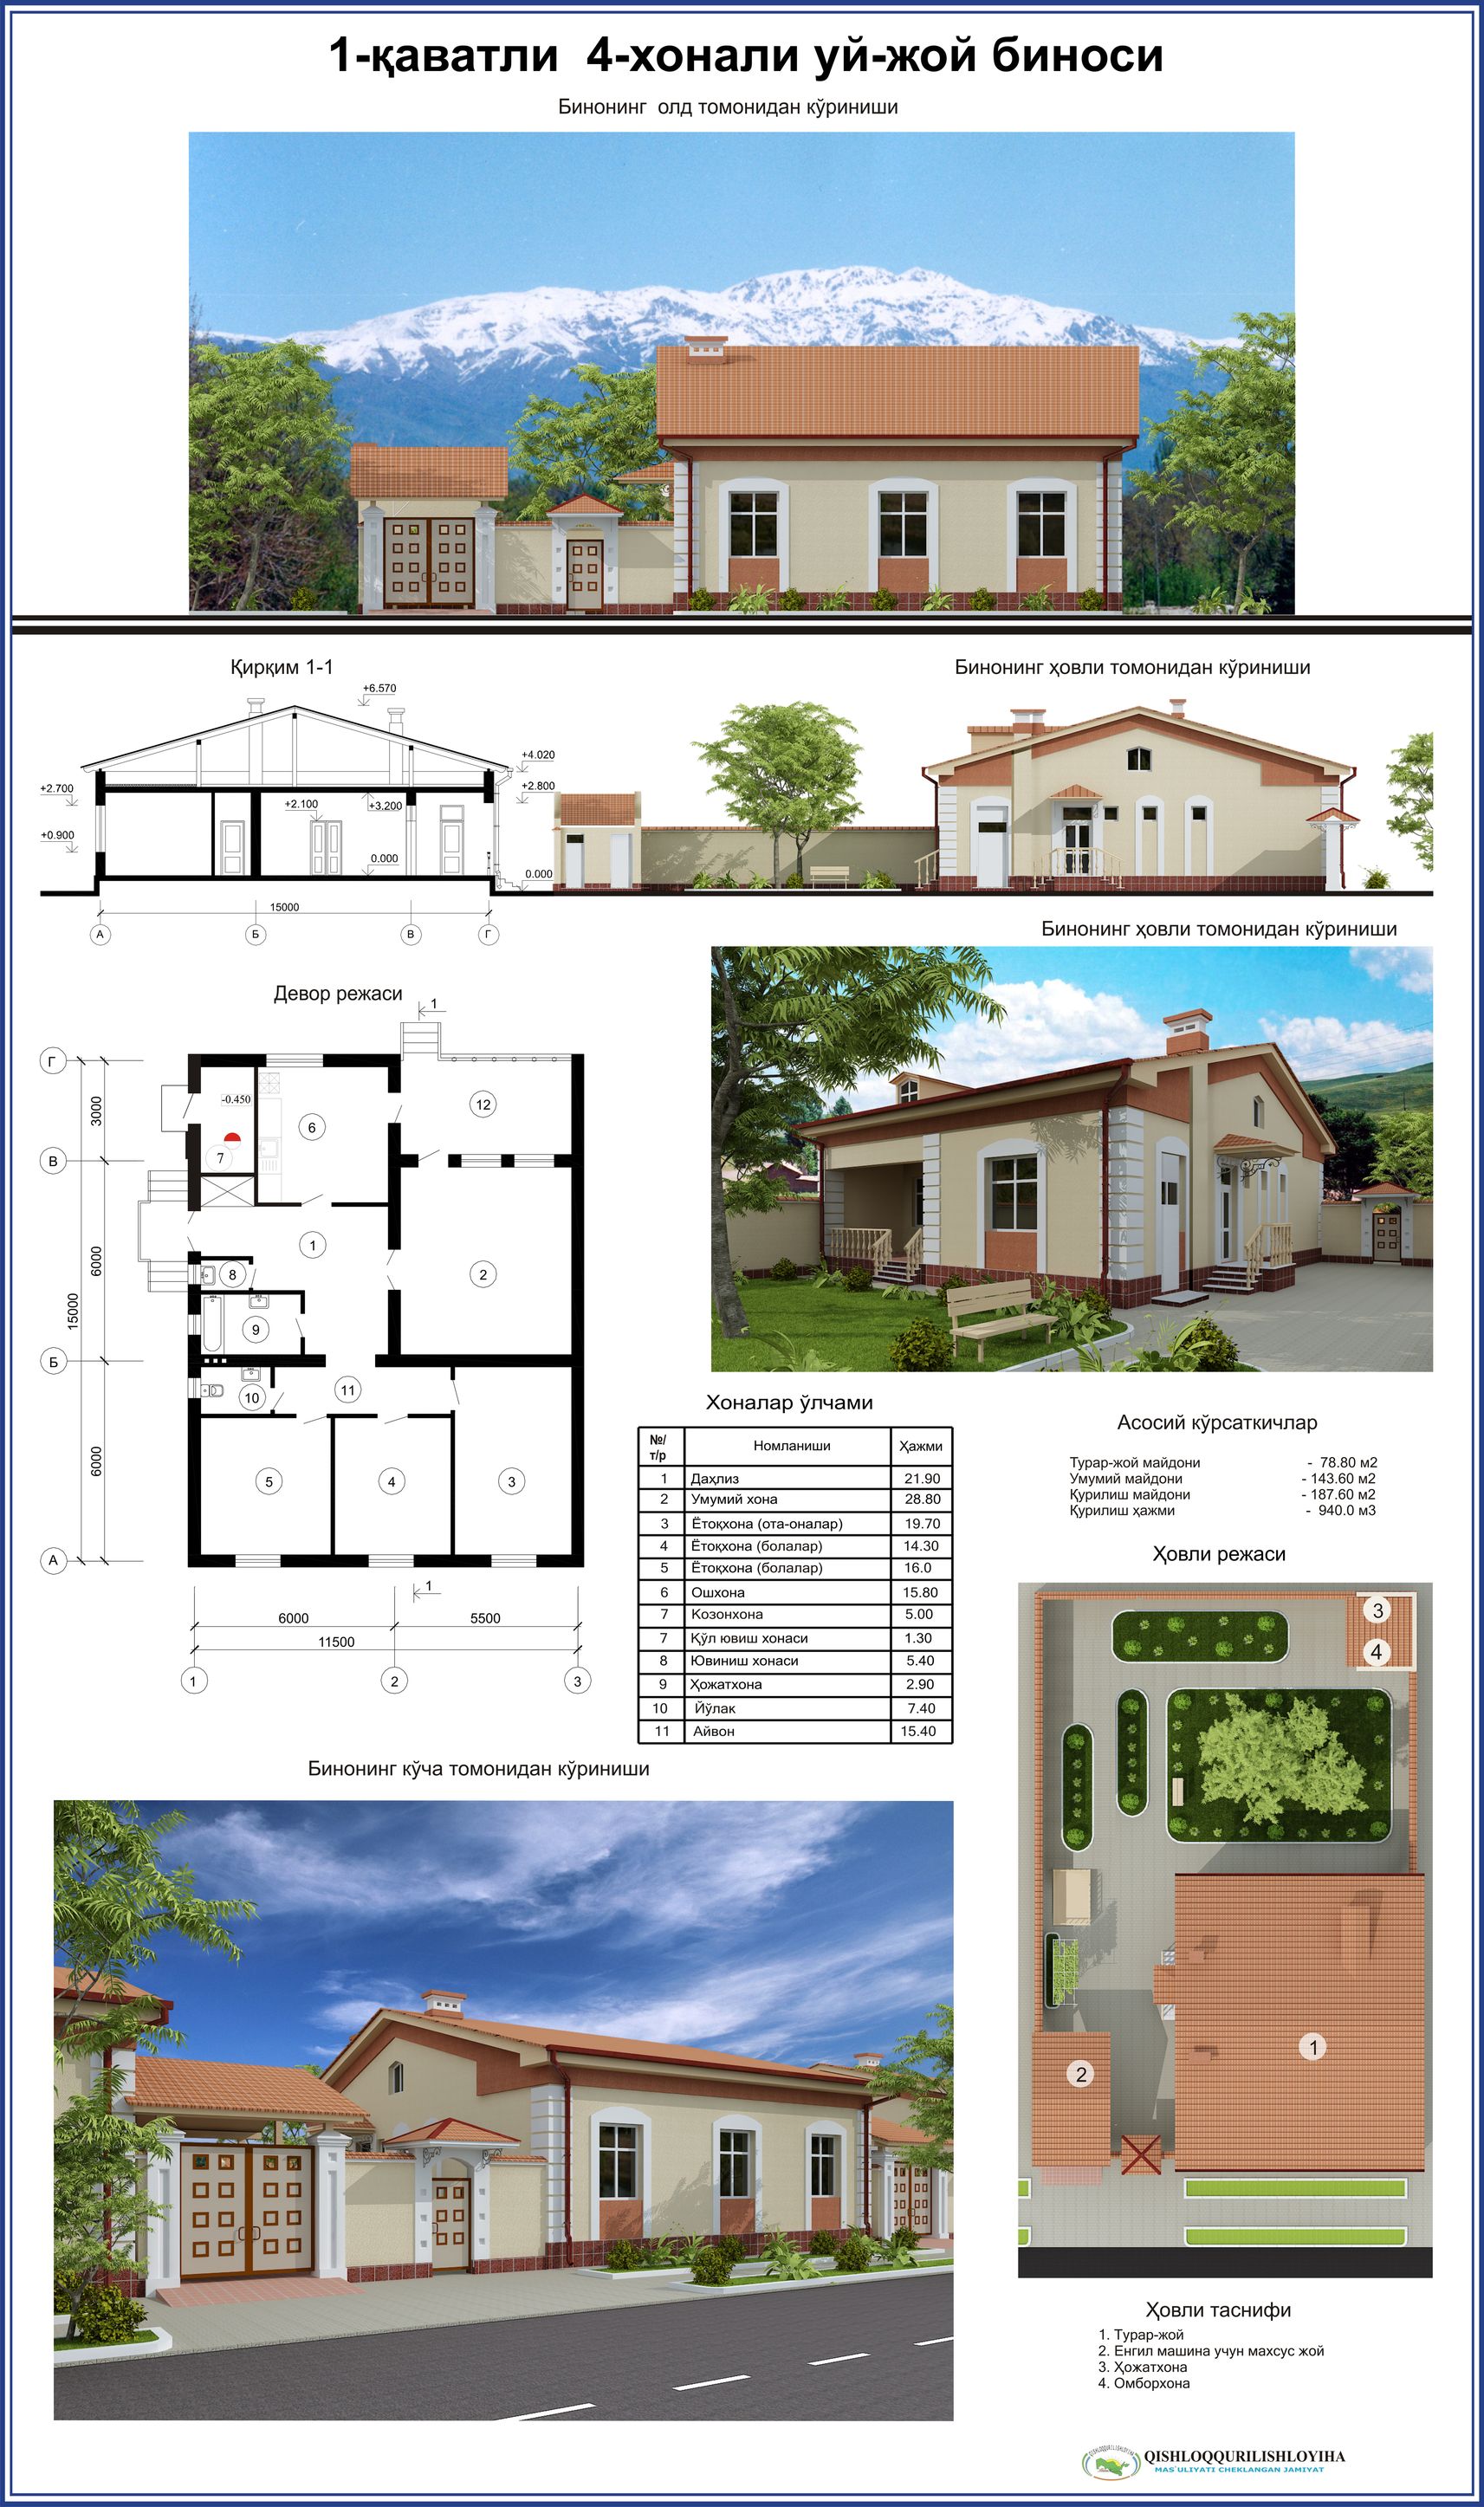 1-қаватли 4-хонали уй-жой биноси
Бинонинг олд томонидан кўриниши
Қирқим 1-1
Бинонинг ҳовли томонидан кўриниши
+6.570
+4.020
+2.800
+2.700
+2.100
+3.200
+0.900
0.000
0.000
15000
А
Б
В
Г
Бинонинг ҳовли томонидан кўриниши
Девор режаси
1
Г
В
Б
А
3000
6000
6000
15000
-0.450
6
7
12
1
2
8
9
10
11
5
4
3
1
6000
5500
11500
1
2
3
Хоналар ўлчами
№/ т/р Номланиши Ҳажми
1 Даҳлиз 21.90
2 Умумий хона 28.80
3 Ётоқхона (ота-оналар) 19.70
4 Ётоқхона (болалар) 14.30
5 Ётоқхона (болалар) 16.0
6 Ошхона 15.80
7 Козонхона 5.00
7 Қўл ювиш хонаси 1.30
8 Ювиниш хонаси 5.40
9 Ҳожатхона 2.90
10 Йўлак 7.40
11 Айвон 15.40
Асосий кўрсаткичлар
Турар-жой майдони - 78.80 м2
Умумий майдони - 143.60 м2
Қурилиш майдони - 187.60 м2
Қурилиш ҳажми - 940.0 м3
Ҳовли режаси
3
4
1
2
Бинонинг кўча томонидан кўриниши
Ҳовли таснифи
1. Турар-жой
2. Енгил машина учун махсус жой
3. Ҳожатхона
4. Омборхона
QISHLOQQURILISHLOYIHA
QISHLOQQURILISHLOYIHA
MAS'ULIYATI CHEKLANGAN JAMIYAT